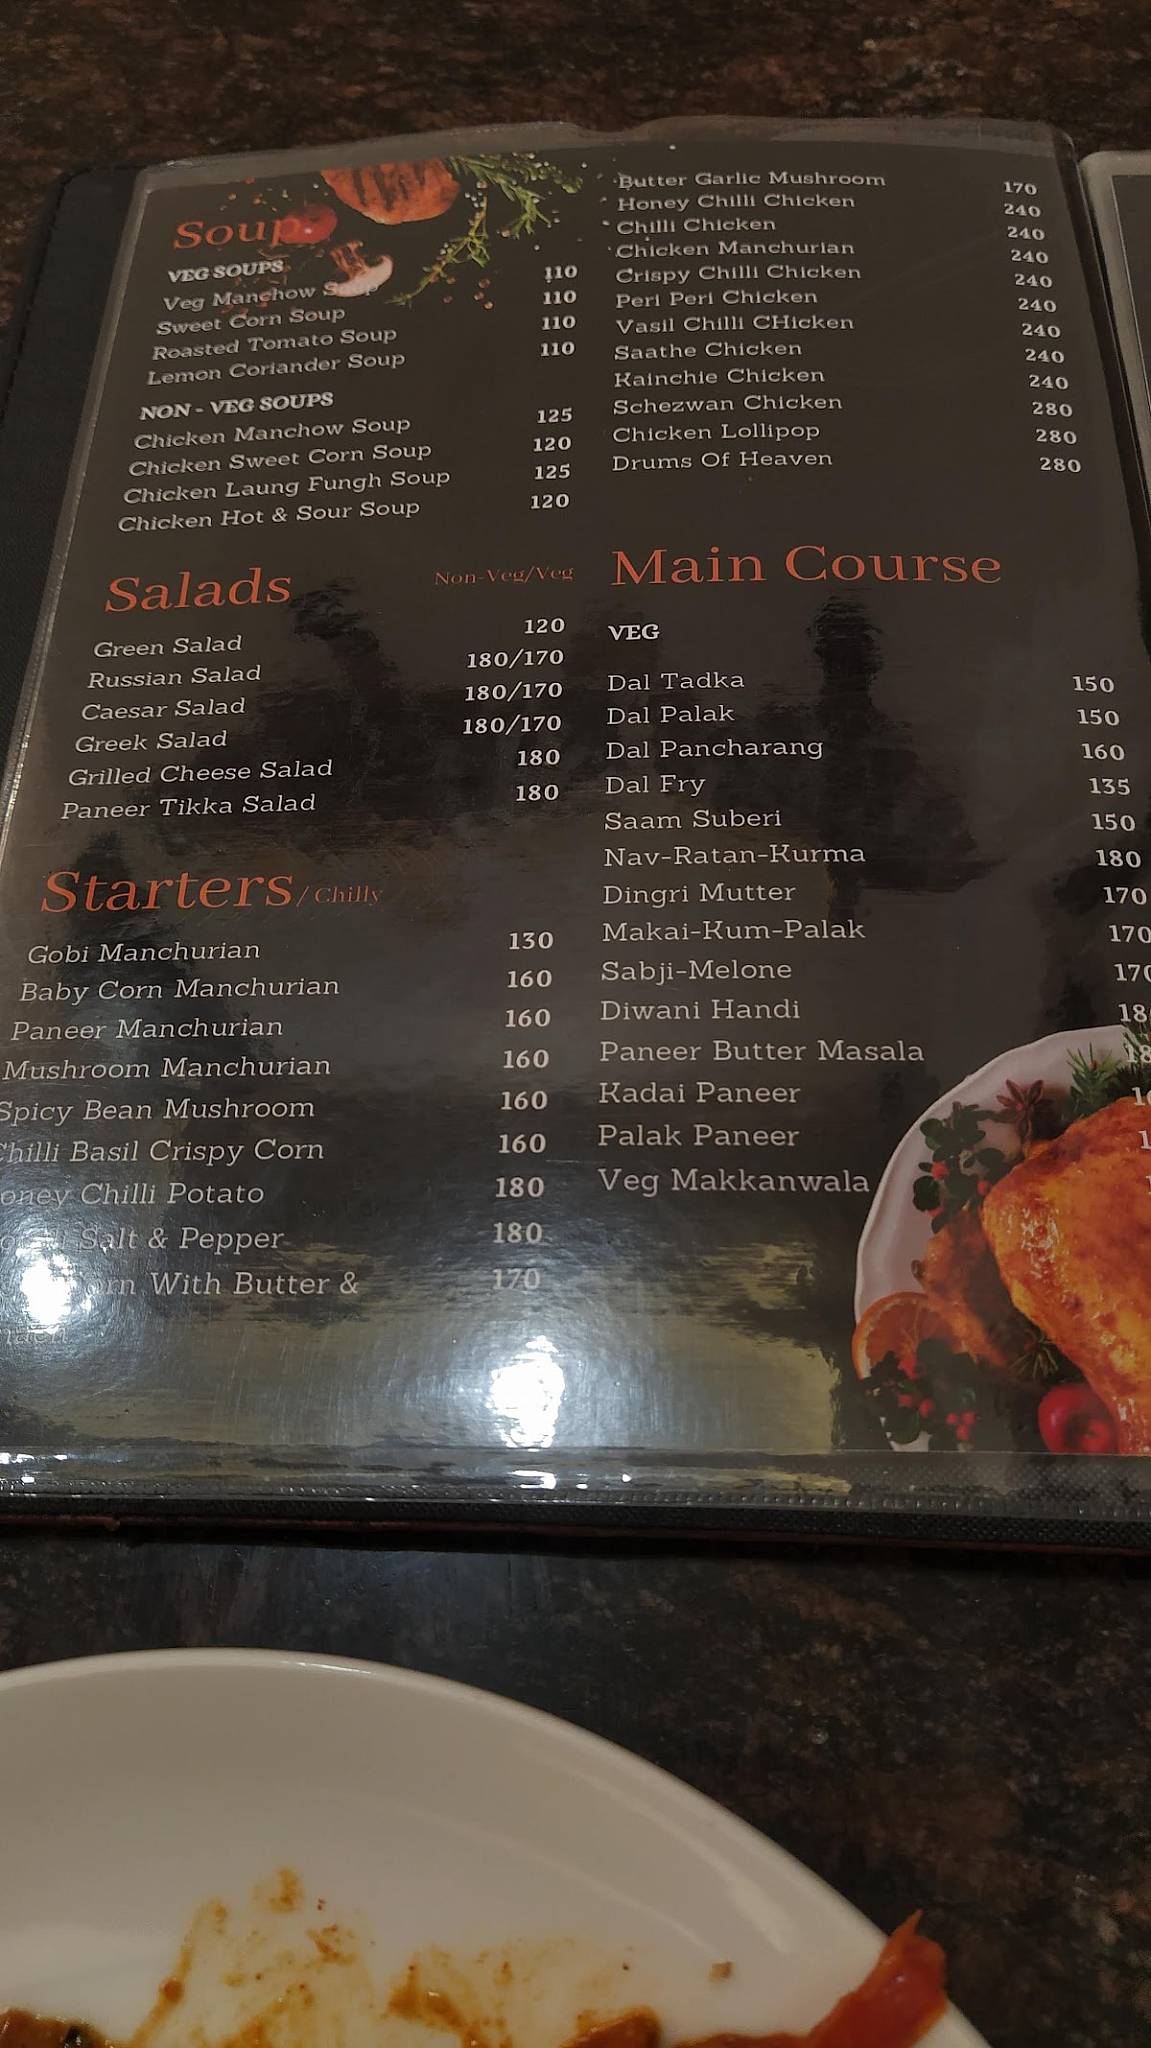 Soup
VEG SOUPS
Veg Manchow Soup 110
Sweet Corn Soup 110
Roasted Tomato Soup 110
Lemon Coriander Soup 110
NON - VEG SOUPS
Chicken Manchow Soup 125
Chicken Sweet Corn Soup 120
Chicken Laung Fungh Soup 125
Chicken Hot & Sour Soup 120
Salads Non-Veg/Veg
Green Salad 120
Russian Salad 180/170
Caesar Salad 180/170
Greek Salad 180/170
Grilled Cheese Salad 180
Paneer Tikka Salad 180
Starters/Chilly
Gobi Manchurian 130
Baby Corn Manchurian 160
Paneer Manchurian 160
Mushroom Manchurian 160
Spicy Bean Mushroom 160
Chilli Basil Crispy Corn 160
Chilli Potato 180
Salt & Pepper 180
With Butter & 170
Butter Garlic Mushroom 170
Honey Chilli Chicken 240
Chilli Chicken 240
Chicken Manchurian 240
Crispy Chilli Chicken 240
Peri Peri Chicken 240
Vasil Chilli CHicken 240
Saathe Chicken 240
Kainchie Chicken 240
Schezwan Chicken 280
Chicken Lollipop 280
Drums Of Heaven 280
Main Course
VEG
Dal Tadka 150
Dal Palak 150
Dal Pancharang 160
Dal Fry 135
Saam Suberi 150
Nav-Ratan-Kurma 180
Dingri Mutter 170
Makai-Kum-Palak 170
Sabji-Melone 170
Diwani Handi
Paneer Butter Masala
Kadai Paneer
Palak Paneer
Veg Makkanwala